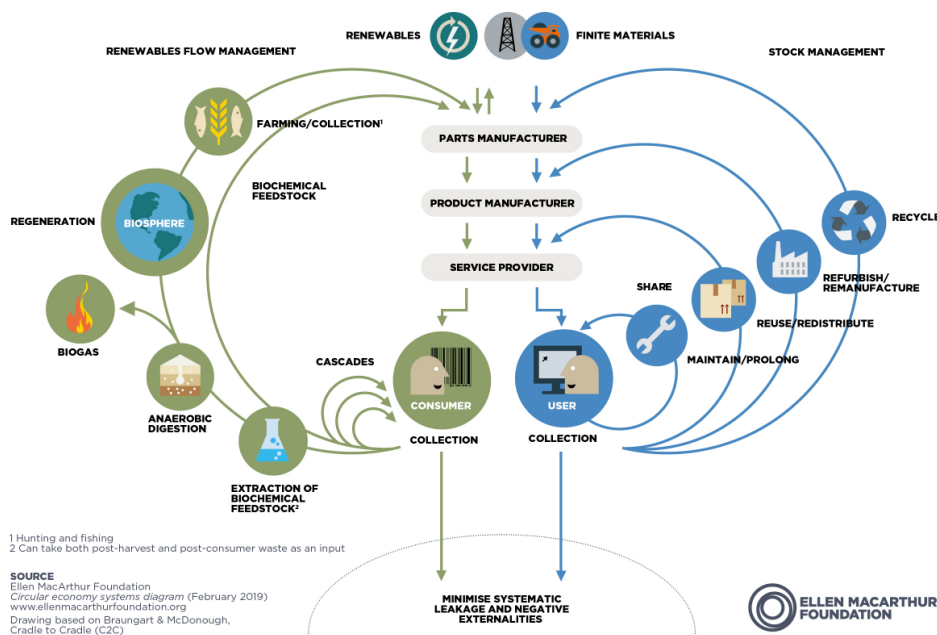 RENEWABLES
FINITE MATERIALS
RENEWABLES FLOW MANAGEMENT
STOCK MANAGEMENT
FARMING/COLLECTION¹
PARTS MANUFACTURER
BIOCHEMICAL
FEEDSTOCK
PRODUCT MANUFACTURER
REGENERATION
BIOSPHERE
RECYCLE
SERVICE PROVIDER
REFURBISH/
REMANUFACTURE
SHARE
REUSE/REDISTRIBUTE
BIOGAS
CASCADES
MAINTAIN/PROLONG
CONSUMER
USER
ANAEROBIC
DIGESTION
COLLECTION
COLLECTION
EXTRACTION OF
BIOCHEMICAL
FEEDSTOCK²
1 Hunting and fishing
2 Can take both post-harvest and post-consumer waste as an input
SOURCE
Ellen MacArthur Foundation
Circular economy systems diagram (February 2019)
www.ellenmacarthurfoundation.org
Drawing based on Braungart & McDonough,
Cradle to Cradle (C2C)
MINIMISE SYSTEMATIC
LEAKAGE AND NEGATIVE
EXTERNALITIES
ELLEN MACARTHUR
FOUNDATION